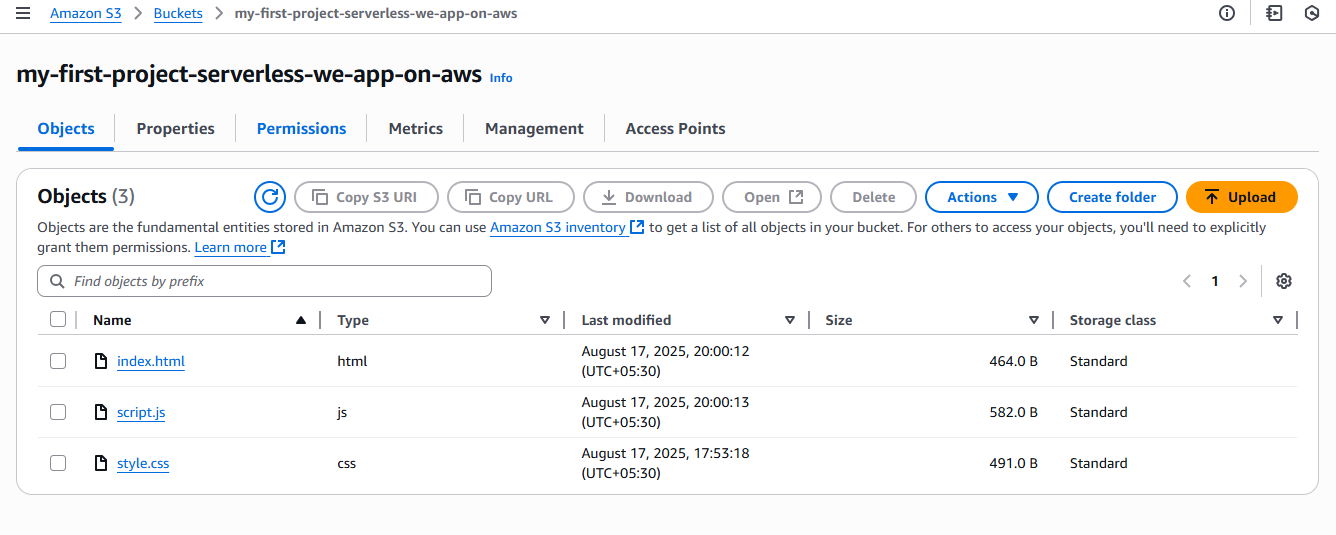 Amazon S3 > Buckets > my-first-project-serverless-we-app-on-aws
my-first-project-serverless-we-app-on-aws Info
Objects Properties Permissions Metrics Management Access Points
Objects (3) Copy S3 URI Copy URL Download Open Delete Actions Create folder Upload
Objects are the fundamental entities stored in Amazon S3. You can use Amazon S3 inventory to get a list of all objects in your bucket. For others to access your objects, you'll need to explicitly
grant them permissions. Learn more
Find objects by prefix 1
Name Type Last modified Size Storage class
index.html html August 17, 2025, 20:00:12 (UTC+05:30) 464.0 B Standard
script.js js August 17, 2025, 20:00:13 (UTC+05:30) 582.0 B Standard
style.css css August 17, 2025, 17:53:18 (UTC+05:30) 491.0 B Standard